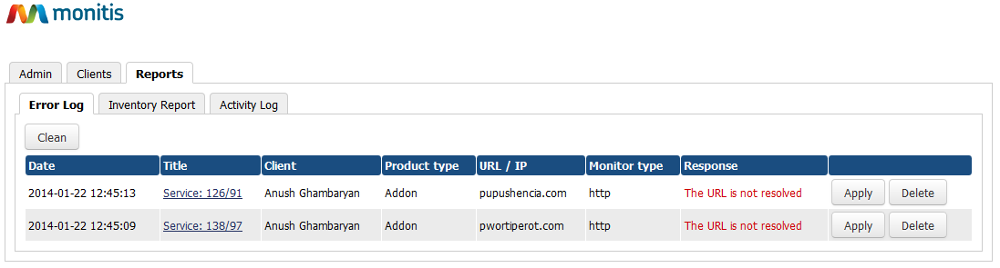 monitis
Admin Clients Reports
Error Log Inventory Report Activity Log
Clean
Date Title Client Product type URL / IP Monitor type Response
2014-01-22 12:45:13 Service: 126/91 Anush Ghambaryan Addon pupushencia.com http The URL is not resolved Apply Delete
2014-01-22 12:45:09 Service: 138/97 Anush Ghambaryan Addon pwortiperot.com http The URL is not resolved Apply Delete